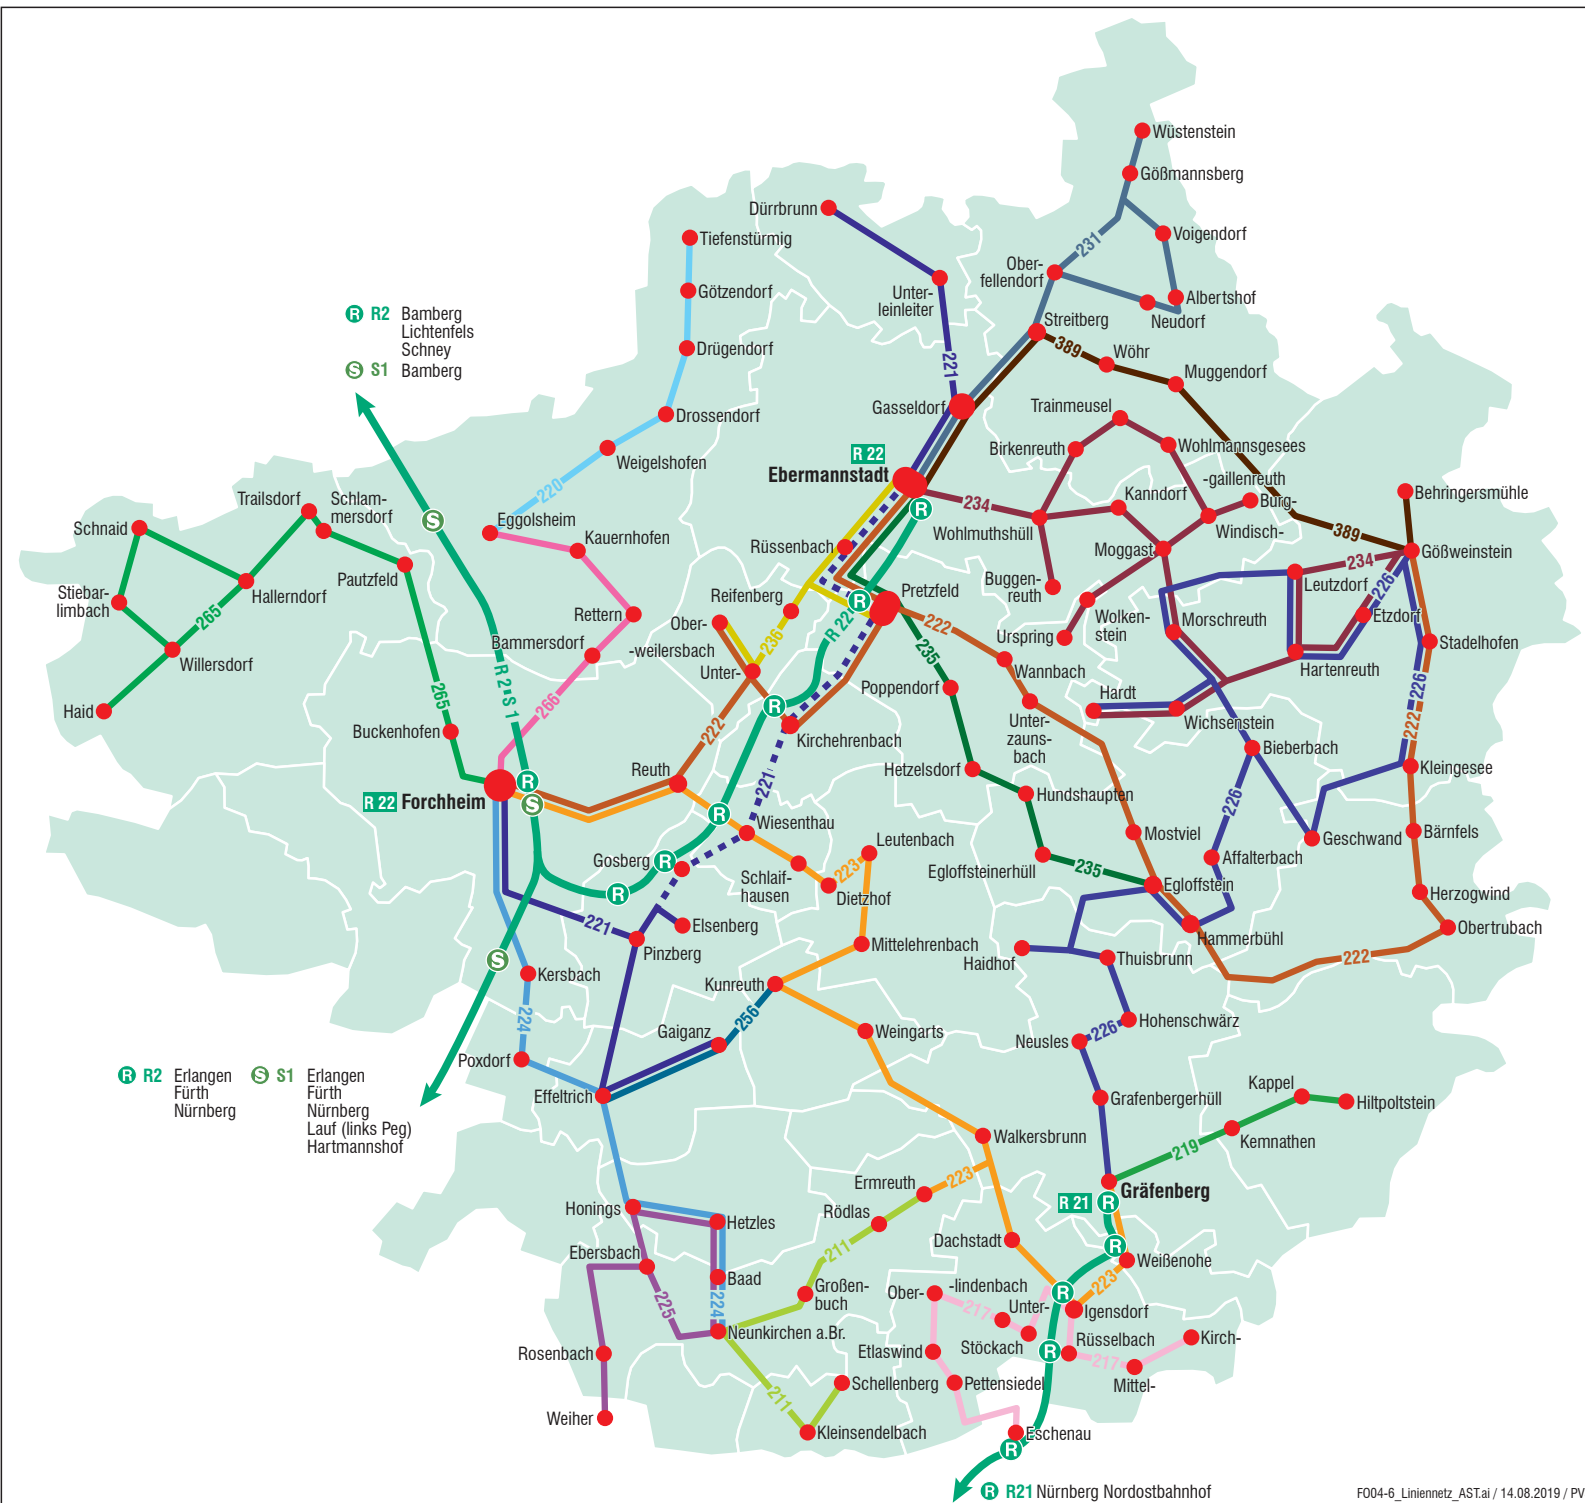 Wüstenstein
Gößmannsberg
Dürrbrunn
Voigendorf
231
Tiefenstürmig
Ober-
fellendorf
Unter-
leinleiter
Götzendorf
Albertshof
Neudorf
R R2 Bamberg
Lichtenfels
Schney
S S1 Bamberg
Streitberg
389
Wöhr
Drügendorf
221
Muggendorf
Gasseldorf
Trainmeusel
Drossendorf
Birkenreuth
Wohlmannsgesees
R 22
Ebermannstadt
Weigelshofen
-gaillenreuth
Burg-
Windisch-
220
Behringersmühle
Trailsdorf
Schlam-
mersdorf
234
Kanndorf
R
S
Schnaid
Eggolsheim
Wohlmuthshüll
389
Kauernhofen
Rüssenbach
Moggast
Gößweinstein
234
Pautzfeld
Buggen-
reuth
Leutzdorf
226
Stiebar-
limbach
Hallerndorf
265
Reifenberg
Pretzfeld
R
Wolken-
stein
Etzdorf
Rettern
Ober-
-weilersbach
Unter-
R 22
222
Morschreuth
Urspring
Bammersdorf
236
235
Stadelhofen
Willersdorf
Hartenreuth
Wannbach
R 2 S 1
265
Poppendorf
Hardt
226
Haid
266
R
Unter-
zauns-
bach
Wichsenstein
222
Buckenhofen
222
Kirchehrenbach
Bieberbach
Hetzelsdorf
Kleingesee
Reuth
221
R 22 Forchheim
R
S
Hundshaupten
226
R
Wiesenthau
Mostviel
Geschwand
Bärnfels
Leutenbach
Gosberg
R
223
Affalterbach
Schlaif-
hausen
Egloffsteinerhüll
235
Dietzhof
Egloffstein
R
Herzogwind
221
Elsenberg
Obertrubach
Hammerbühl
Pinzberg
Mittelehrenbach
Haidhof
Thuisbrunn
222
S
Kersbach
Kunreuth
224
256
Hohenschwärz
Gaiganz
Weingarts
Neusles
226
Poxdorf
R R2 Erlangen
Fürth
Nürnberg
S S1 Erlangen
Fürth
Nürnberg
Lauf (links Peg)
Hartmannshof
Effeltrich
Grafenbergerhüll
Kappel
Hiltpoltstein
Walkersbrunn
Kemnathen
219
Ermreuth
223
Gräfenberg
R 21
R
Honings
Rödlas
Hetzles
Dachstadt
R
Ebersbach
211
Weißenohe
Baad
223
225
224
Großen-
buch
Ober-
-lindenbach
Unter-
R
217
Igensdorf
Neunkirchen a.Br.
Stöckach
Rüsselbach
Kirch-
Rosenbach
Etlaswind
R
217
Mittel-
Schellenberg
Pettensiedel
211
Weiher
Kleinsendelbach
Eschenau
R
R R21 Nürnberg Nordostbahnhof
FO04-6_Liniennetz_AST.ai / 14.08.2019 / PV